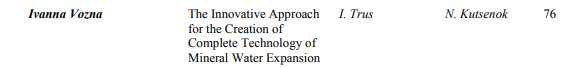 Ivanna Vozna The Innovative Approach I. Trus N. Kutsenok 76
for the Creation of
Complete Technology of
Mineral Water Expansion